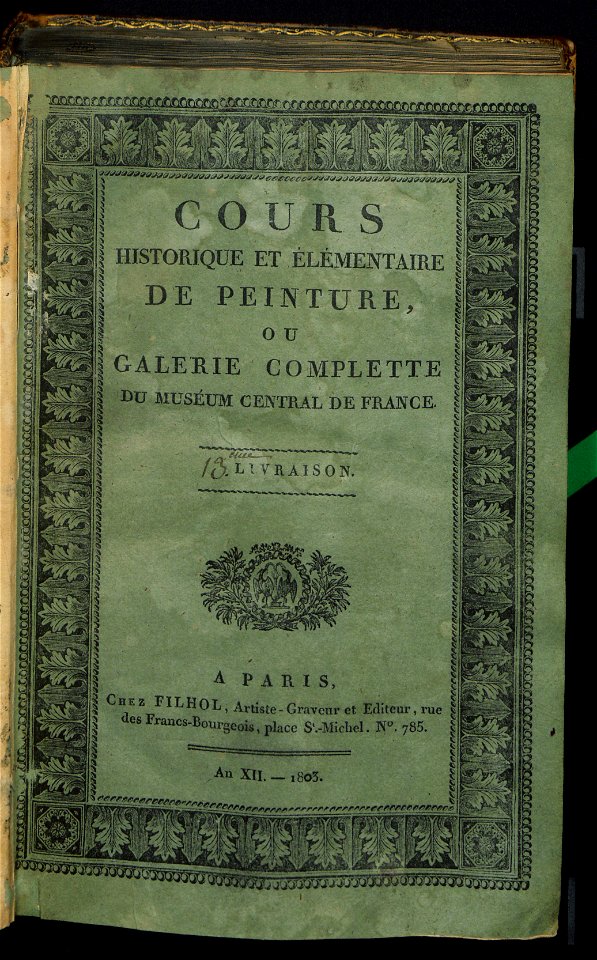 COURS
HISTORIQUE ET ÉLÉMENTAIRE
DE PEINTURE,
OU
GALERIE COMPLETTE
DU MUSÉUM CENTRAL DE FRANCE.
13.eme LIVRAISON.
A PARIS,
CHEZ FILHOL, Artiste-Graveur et Editeur, rue
des Francs-Bourgeois, place St.-Michel. No. 785.
An XII. — 1803.